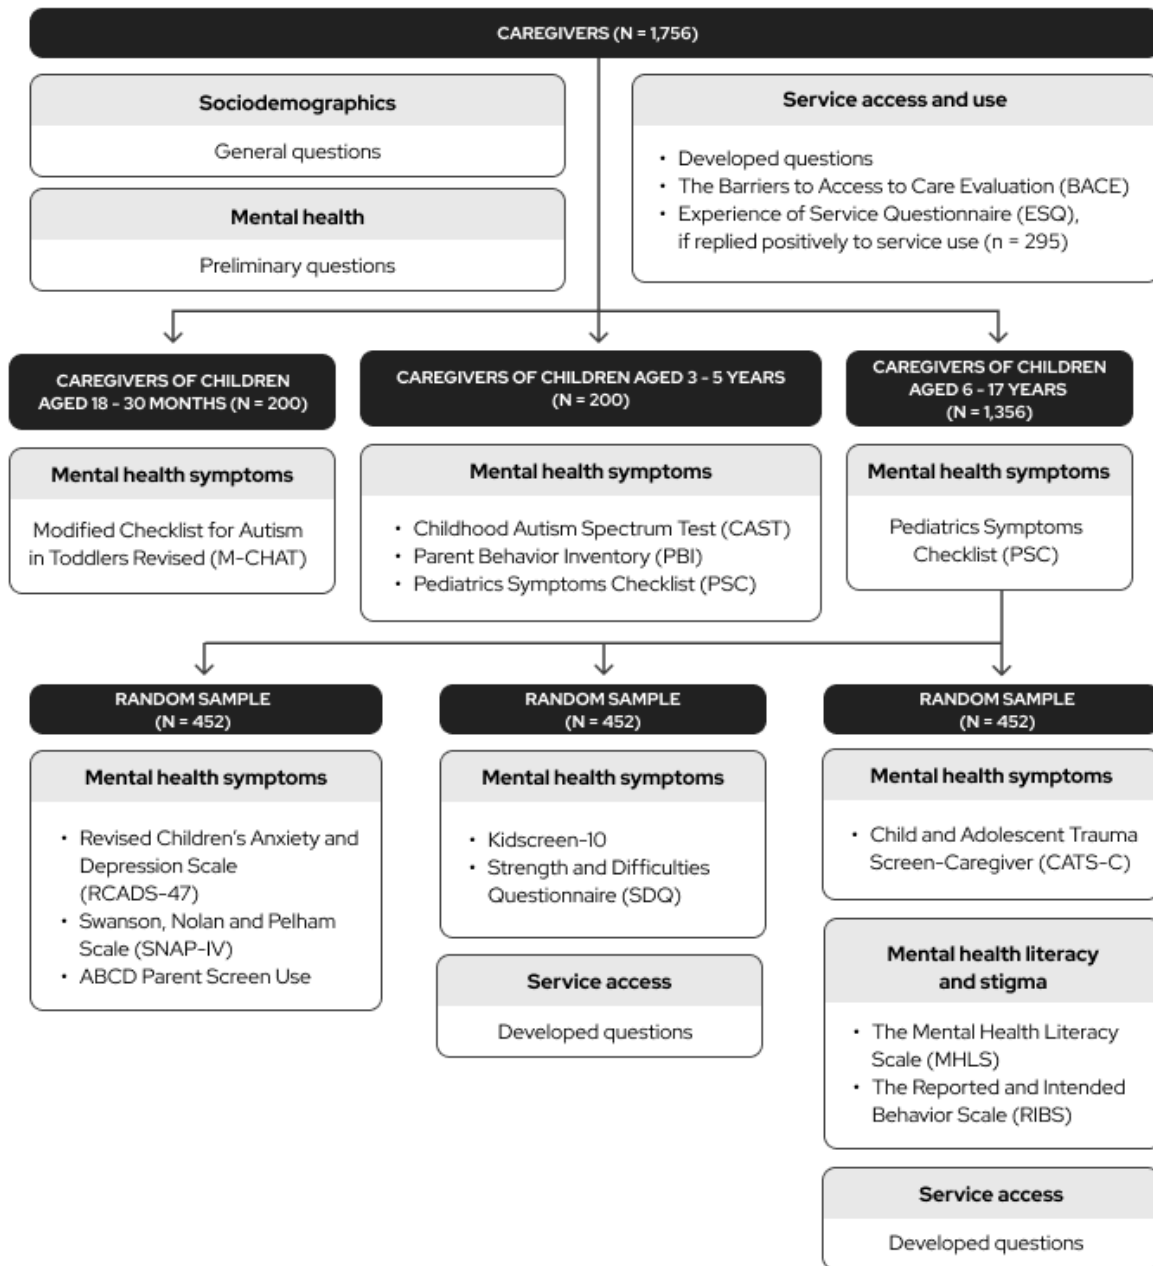 CAREGIVERS (N = 1,756)
Sociodemographics
General questions
Mental health
Preliminary questions
Service access and use
• Developed questions
• The Barriers to Access to Care Evaluation (BACE)
• Experience of Service Questionnaire (ESQ),
if replied positively to service use (n = 295)
CAREGIVERS OF CHILDREN
AGED 18 - 30 MONTHS (N = 200)
Mental health symptoms
Modified Checklist for Autism
in Toddlers Revised (M-CHAT)
CAREGIVERS OF CHILDREN AGED 3 - 5 YEARS
(N = 200)
Mental health symptoms
• Childhood Autism Spectrum Test (CAST)
• Parent Behavior Inventory (PBI)
• Pediatrics Symptoms Checklist (PSC)
CAREGIVERS OF CHILDREN
AGED 6 - 17 YEARS
(N = 1,356)
Mental health symptoms
Pediatrics Symptoms
Checklist (PSC)
RANDOM SAMPLE
(N = 452)
Mental health symptoms
• Revised Children's Anxiety and
Depression Scale
(RCADS-47)
• Swanson, Nolan and Pelham
Scale (SNAP-IV)
• ABCD Parent Screen Use
RANDOM SAMPLE
(N = 452)
Mental health symptoms
• Kidscreen-10
• Strength and Difficulties
Questionnaire (SDQ)
Service access
Developed questions
RANDOM SAMPLE
(N = 452)
Mental health symptoms
• Child and Adolescent Trauma
Screen-Caregiver (CATS-C)
Mental health literacy
and stigma
• The Mental Health Literacy
Scale (MHLS)
• The Reported and Intended
Behavior Scale (RIBS)
Service access
Developed questions